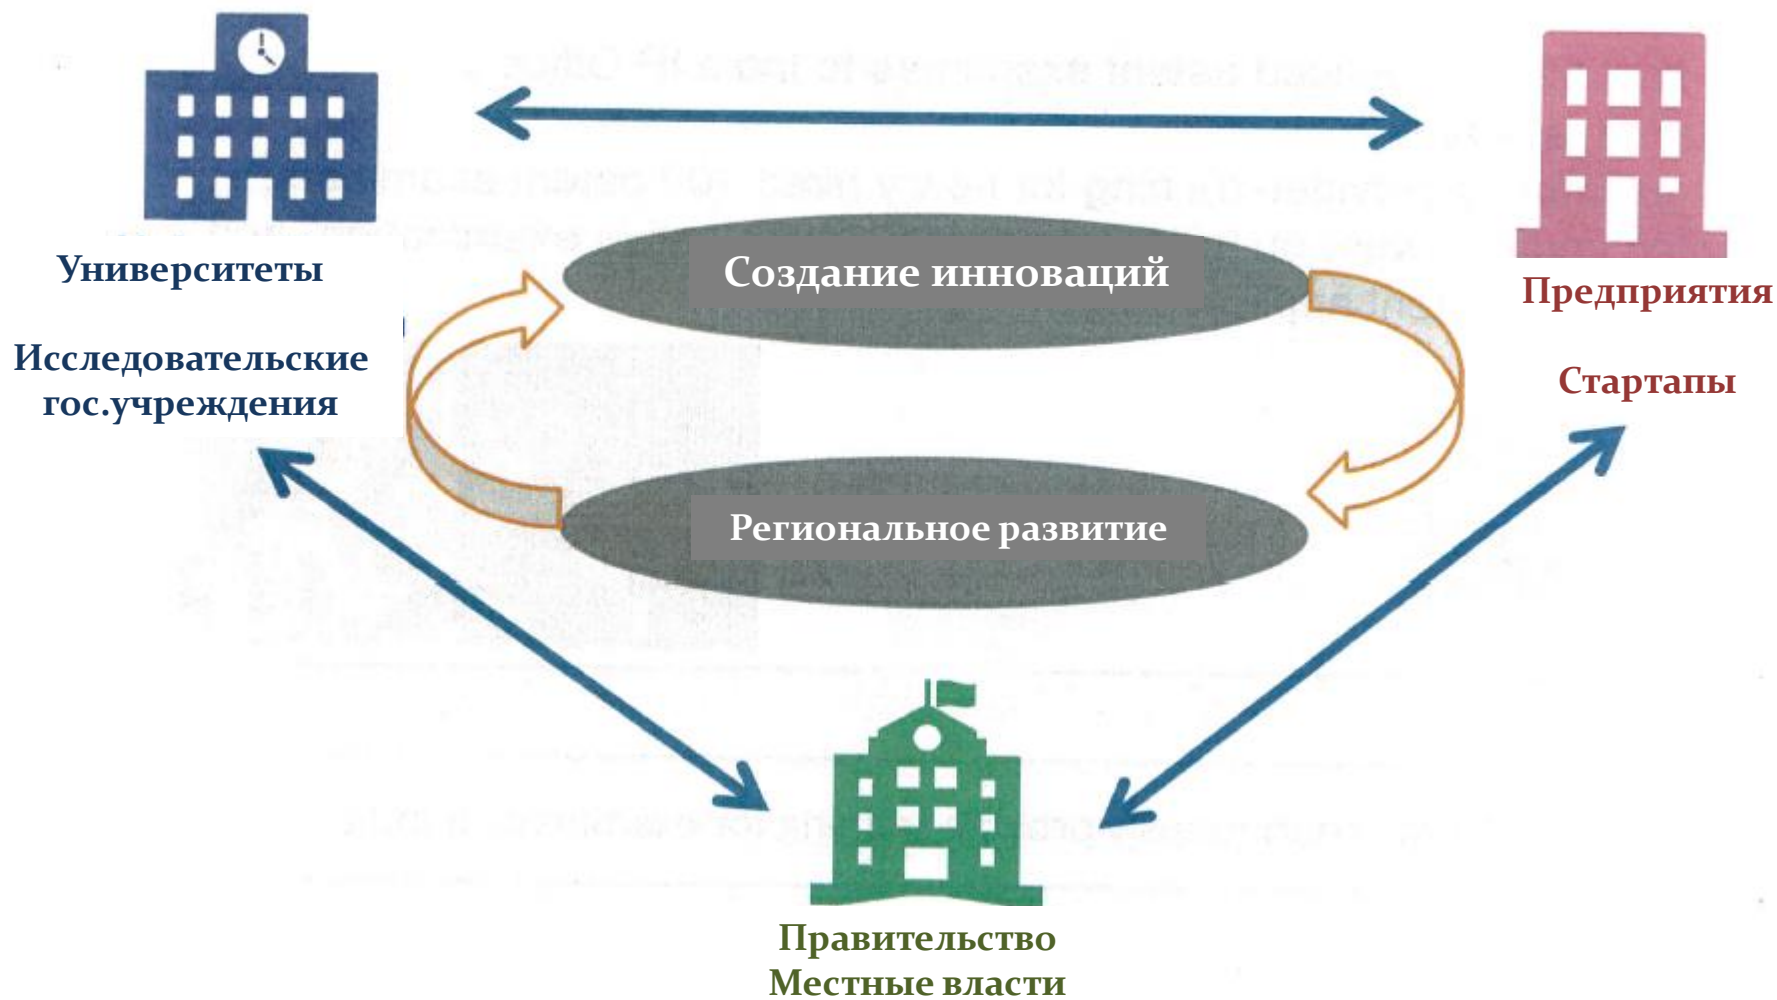 Университеты
Исследовательские
гос.учреждения
Создание инноваций
Предприятия
Стартапы
Региональное развитие
Правительство
Местные власти